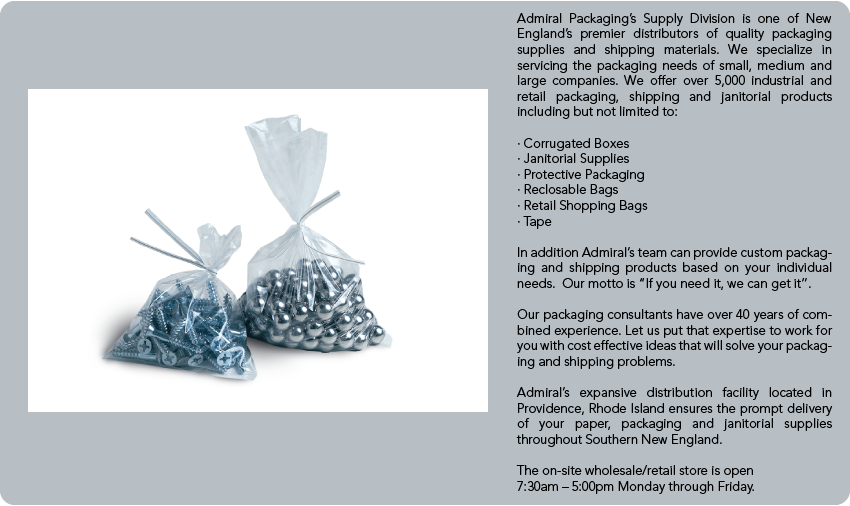 Admiral Packaging's Supply Division is one of New
England's premier distributors of quality packaging
supplies and shipping materials. We specialize in
servicing the packaging needs of small, medium and
large companies. We offer over 5,000 industrial and
retail packaging, shipping and janitorial products
including but not limited to:
· Corrugated Boxes
· Janitorial Supplies
· Protective Packaging
· Reclosable Bags
· Retail Shopping Bags
· Tape
In addition Admiral's team can provide custom packag-
ing and shipping products based on your individual
needs.  Our motto is "If you need it, we can get it".
Our packaging consultants have over 40 years of com-
bined experience. Let us put that expertise to work for
you with cost effective ideas that will solve your packag-
ing and shipping problems.
Admiral's expansive distribution facility located in
Providence, Rhode Island ensures the prompt delivery
of your paper, packaging and janitorial supplies
throughout Southern New England.
The on-site wholesale/retail store is open
7:30am – 5:00pm Monday through Friday.